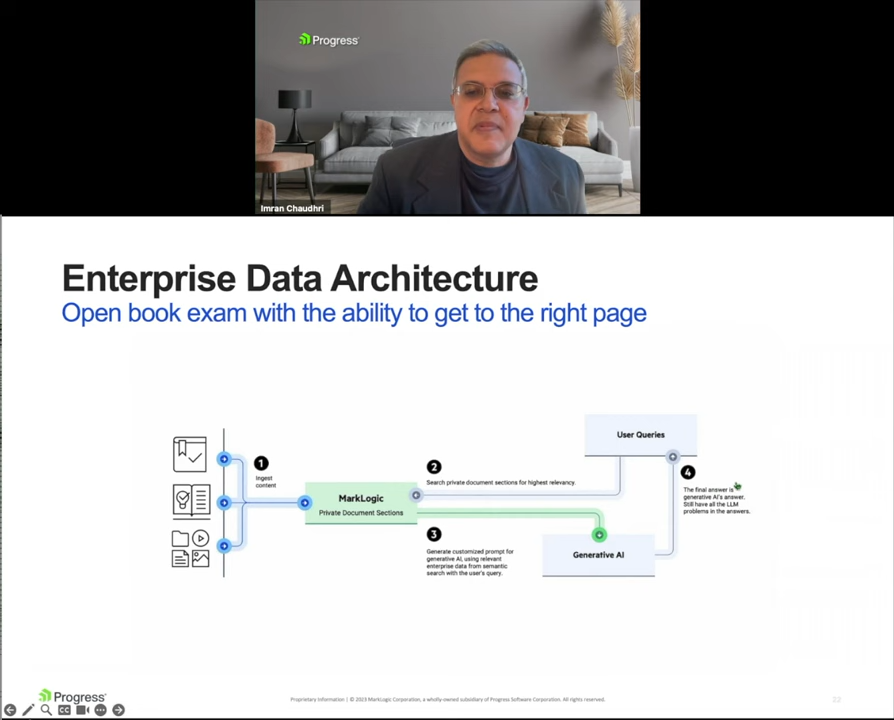 Progress
Imran Chaudhri
Enterprise Data Architecture
Open book exam with the ability to get to the right page
User Queries
1
Ingest
content
2
Search private document sections for highest relevancy.
4
The final answer is
generative AI's answer.
Still have all the LLM
problems in the answers.
MarkLogic
Private Document Sections
3
Generate customized prompt for
generative AI, using relevant
enterprise data from semantic
search with the user's query.
Generative AI
Progress
Proprietary Information | © 2023 MarkLogic Corporation, a wholly-owned subsidiary of Progress Software Corporation. All rights reserved.
22
CC